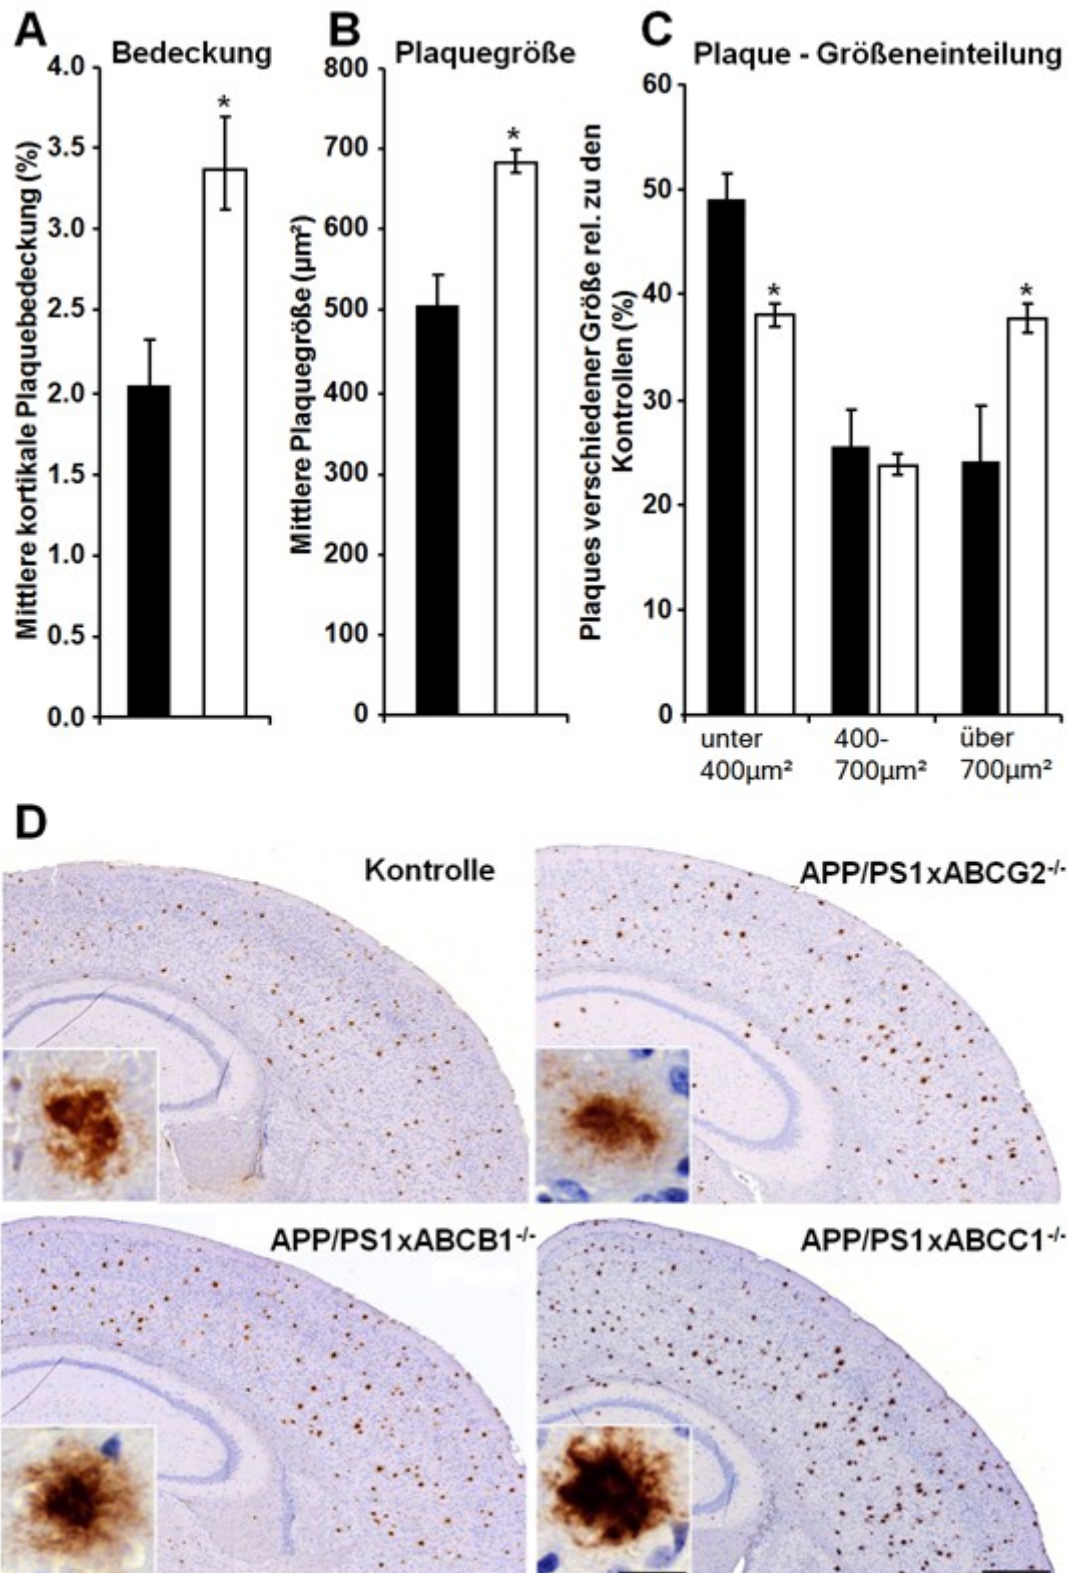 A
Bedeckung
Mittlere kortikale Plaquebedeckung (%)
4.0
3.5
3.0
2.5
2.0
1.5
1.0
0.5
0.0
*
B
Plaquegröße
Mittlere Plaquegröße (µm²)
800
700
600
500
400
300
200
100
0
*
C
Plaque - Größeneinteilung
Plaques verschiedener Größe rel. zu den
Kontrollen (%)
60
50
40
30
20
10
0
*
*
unter
400µm²
400-
700µm²
über
700µm²
D
Kontrolle
APP/PS1xABCG2-/-
APP/PS1xABCB1-/-
APP/PS1xABCC1-/-